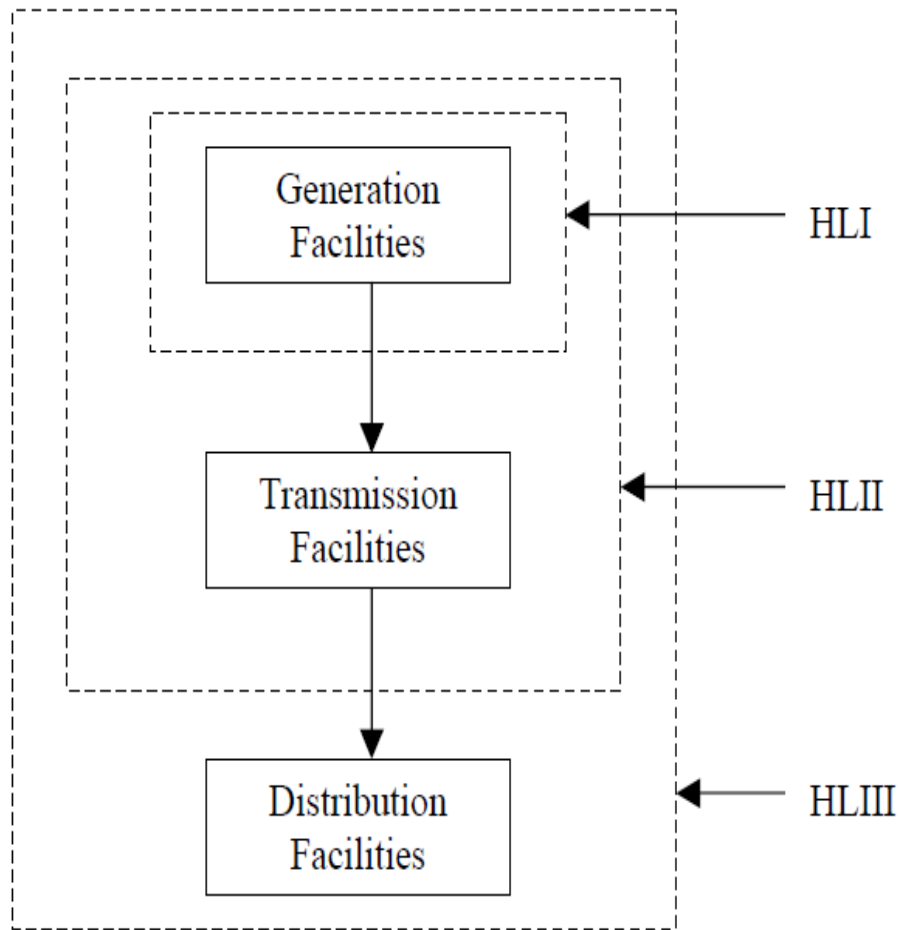 Generation
Facilities
HLI
Transmission
Facilities
HLII
Distribution
Facilities
HLIII